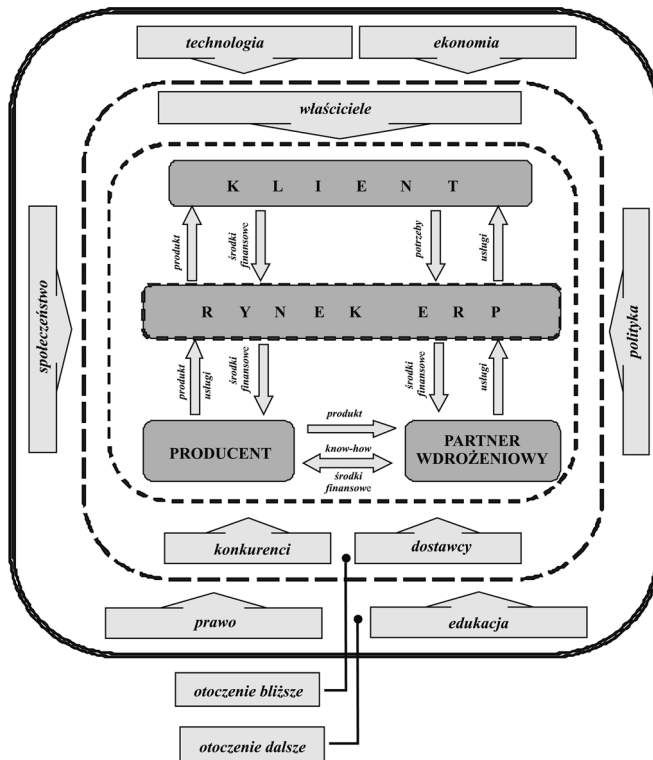 technologia
ekonomia
właściciele
K L I E N T
produkt
środki
finansowe
potrzeby
usługi
społeczeństwo
R Y N E K E R P
polityka
produkt
usługi
środki
finansowe
środki
finansowe
usługi
produkt
PRODUCENT
know-how
PARTNER
WDROŻENIOWY
środki
finansowe
konkurenci
dostawcy
prawo
edukacja
otoczenie bliższe
otoczenie dalsze